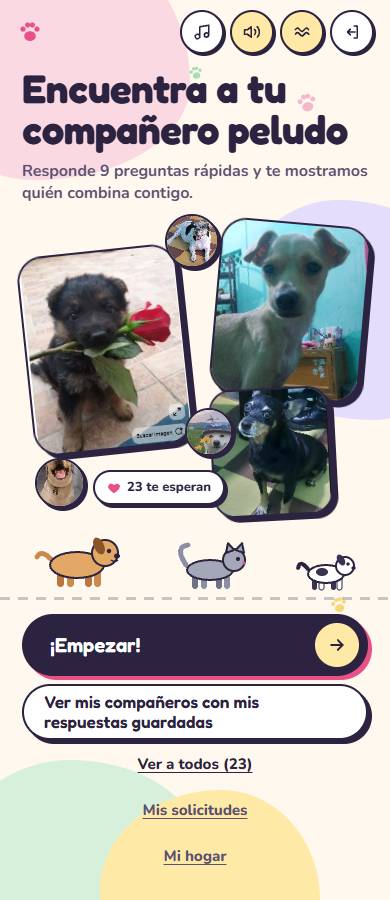 Encuentra a tu
compañero peludo
Responde 9 preguntas rápidas y te mostramos
quién combina contigo.
Buscar imagen
23 te esperan
¡Empezar!
Ver mis compañeros con mis
respuestas guardadas
Ver a todos (23)
Mis solicitudes
Mi hogar